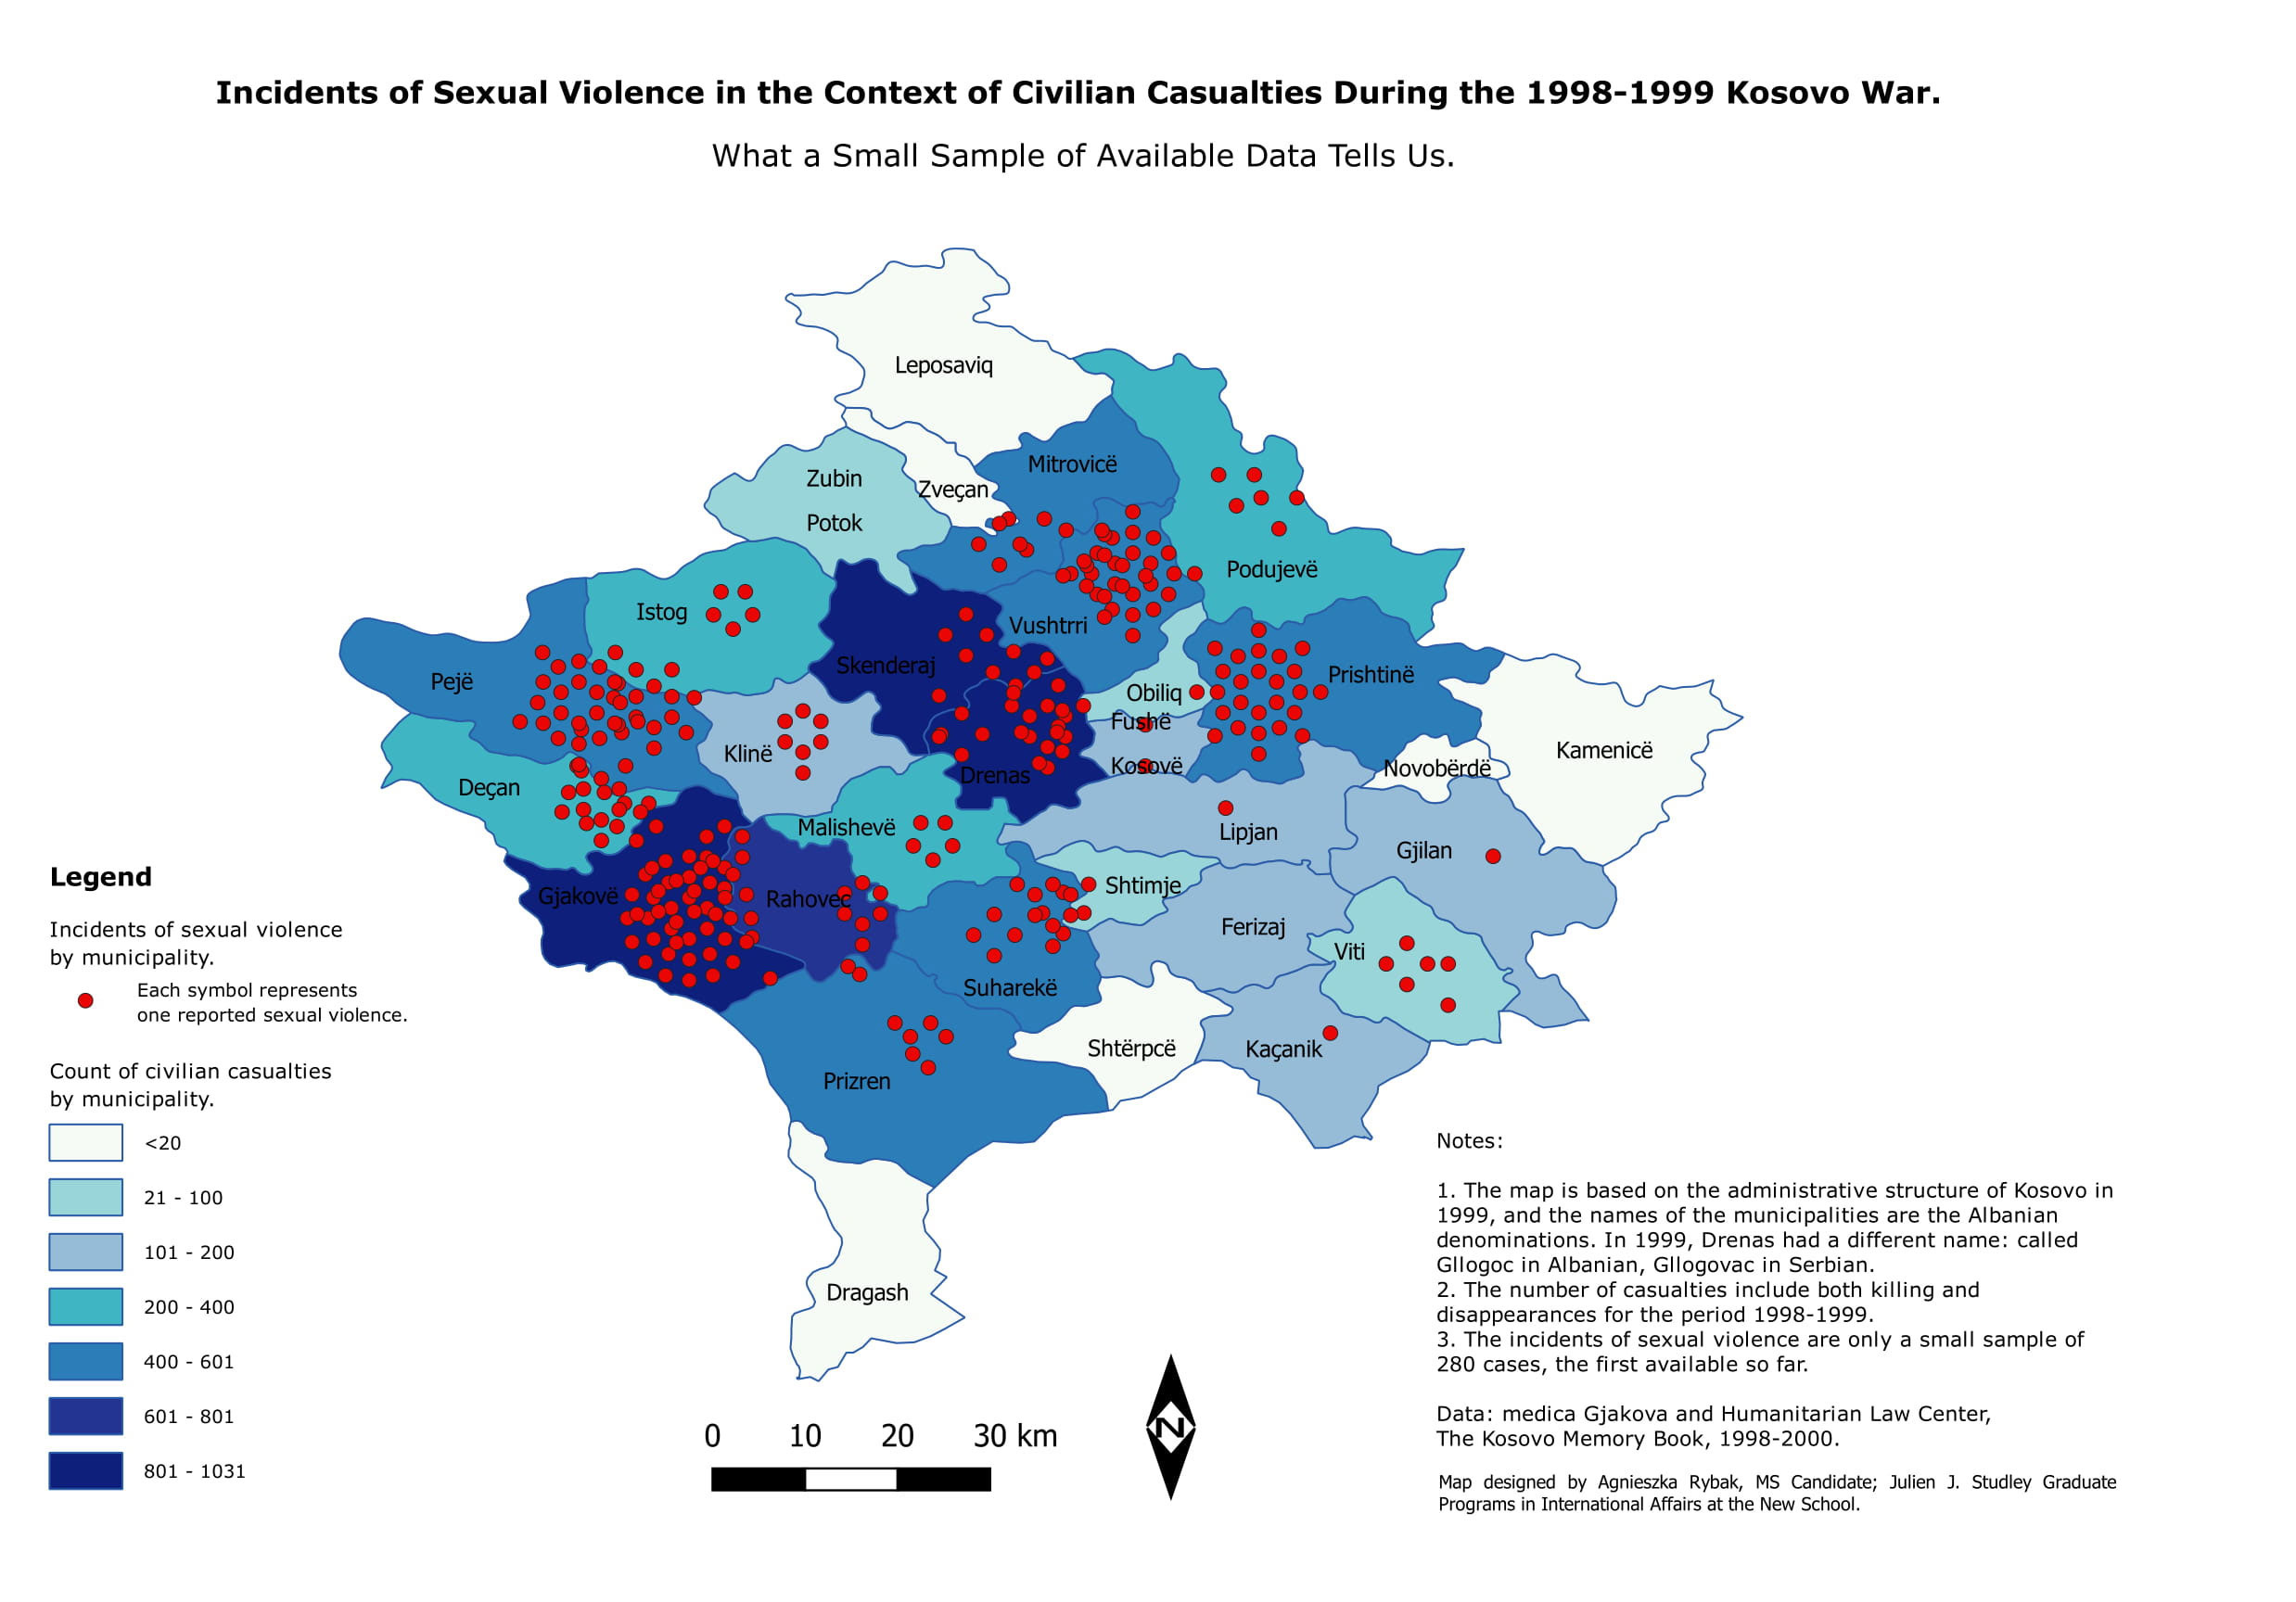 Incidents of Sexual Violence in the Context of Civilian Casualties During the 1998-1999 Kosovo War.
What a Small Sample of Available Data Tells Us.
Leposaviq
Mitrovicë
Zubin
Potok
Zveçan
Podujevë
Istog
Vushtrri
Skenderaj
Pejë
Prishtinë
Obiliq
Fushë
Kosovë
Klinë
Kamenicë
Novobërdë
Drenas
Deçan
Malishevë
Lipjan
Gjilan
Gjakovë
Rahovec
Shtimje
Ferizaj
Viti
Suharekë
Shtërpcë
Kaçanik
Prizren
Dragash
Legend
Incidents of sexual violence
by municipality.
Each symbol represents
one reported sexual violence.
Count of civilian casualties
by municipality.
<20
21 - 100
101 - 200
200 - 400
400 - 601
601 - 801
801 - 1031
0 10 20 30 km
N
Notes:
1. The map is based on the administrative structure of Kosovo in
1999, and the names of the municipalities are the Albanian
denominations. In 1999, Drenas had a different name: called
Gllogoc in Albanian, Gllogovac in Serbian.
2. The number of casualties include both killing and
disappearances for the period 1998-1999.
3. The incidents of sexual violence are only a small sample of
280 cases, the first available so far.
Data: medica Gjakova and Humanitarian Law Center,
The Kosovo Memory Book, 1998-2000.
Map designed by Agnieszka Rybak, MS Candidate; Julien J. Studley Graduate
Programs in International Affairs at the New School.